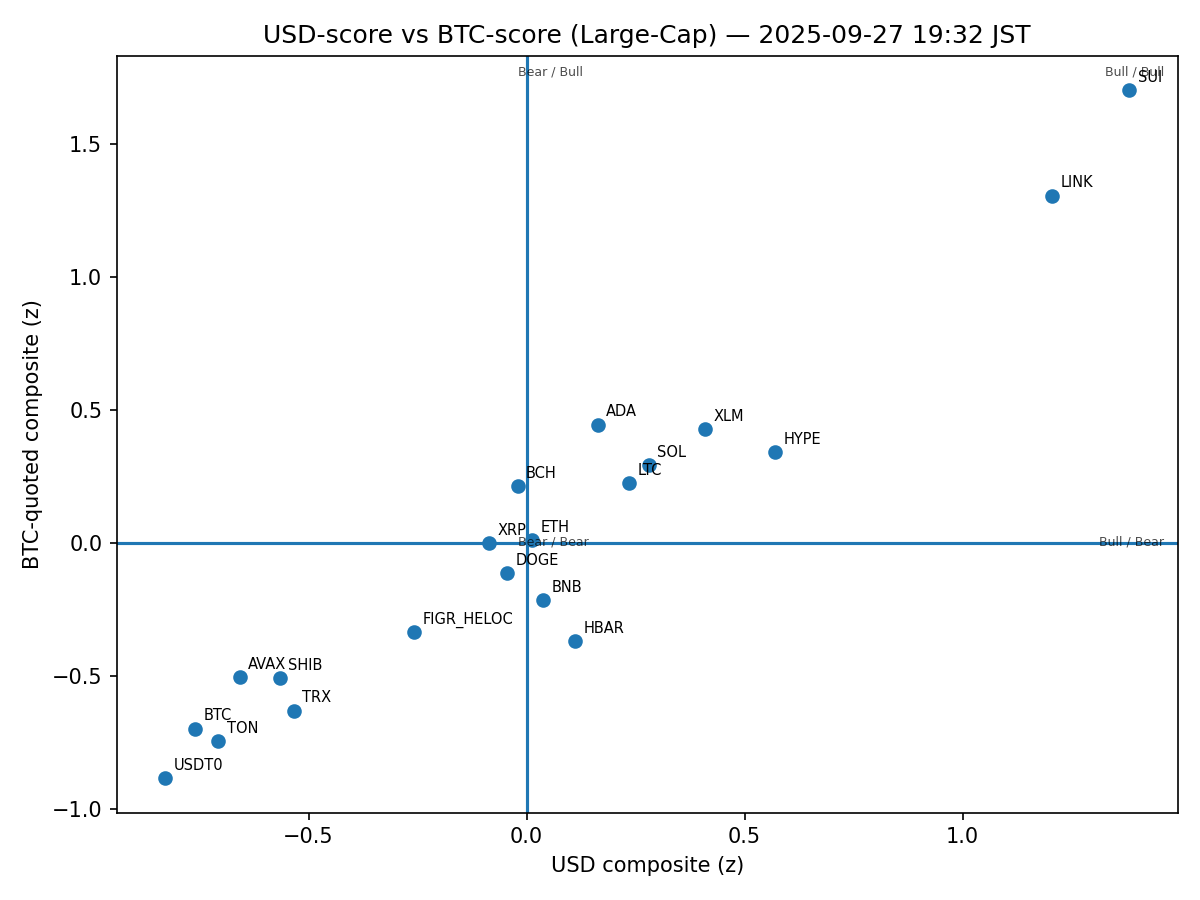 USD-score vs BTC-score (Large-Cap) — 2025-09-27 19:32 JST
Bear / Bull
Bull / Bull
SUI
LINK
ADA
XLM
SOL
HYPE
LTC
BCH
XRP
ETH
Bear / Bear
Bull / Bear
DOGE
BNB
HBAR
FIGR_HELOC
AVAX
SHIB
TRX
BTC
TON
USDT0
BTC-quoted composite (z)
1.5
1.0
0.5
0.0
−0.5
−1.0
−0.5
0.0
0.5
1.0
USD composite (z)